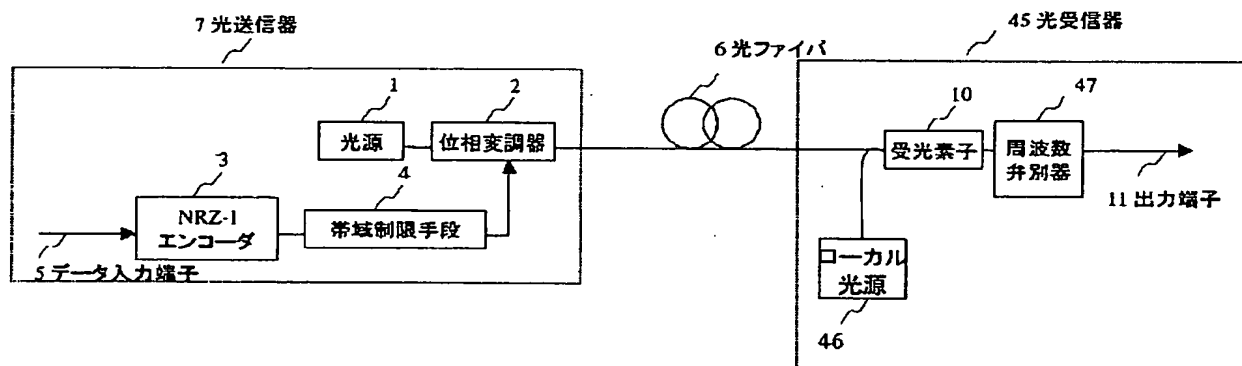 7 光送信器
45 光受信器
6 光ファイバ
1
2
10
47
光源
位相変調器
受光素子
周波数
弁別器
3
4
11 出力端子
NRZ-1
エンコーダ
帯域制限手段
5 データ入力端子
ローカル
光源
46